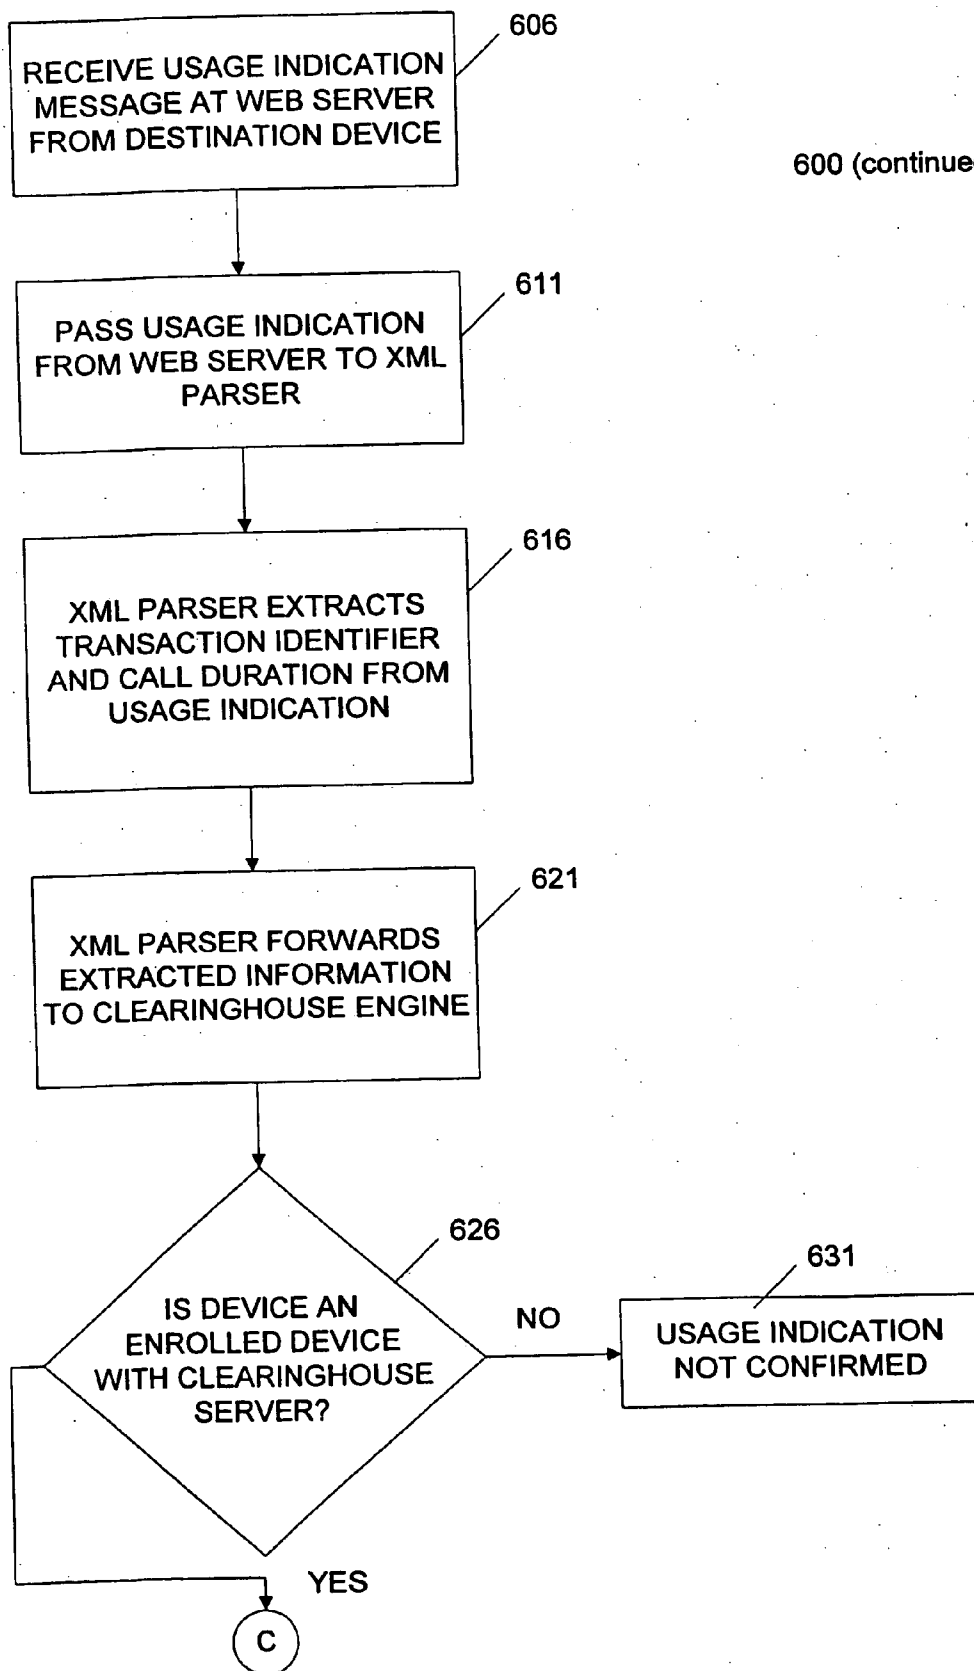 606
RECEIVE USAGE INDICATION
MESSAGE AT WEB SERVER
FROM DESTINATION DEVICE
600 (continue
611
PASS USAGE INDICATION
FROM WEB SERVER TO XML
PARSER
616
XML PARSER EXTRACTS
TRANSACTION IDENTIFIER
AND CALL DURATION FROM
USAGE INDICATION
621
XML PARSER FORWARDS
EXTRACTED INFORMATION
TO CLEARINGHOUSE ENGINE
626
IS DEVICE AN
ENROLLED DEVICE
WITH CLEARINGHOUSE
SERVER?
NO
631
USAGE INDICATION
NOT CONFIRMED
YES
C